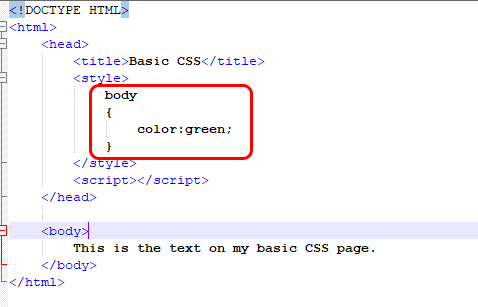 <!DOCTYPE HTML>
<html>
<head>
<title>Basic CSS</title>
<style>
body
{
color:green;
}
</style>
<script></script>
</head>
<body>
This is the text on my basic CSS page.
</body>
</html>